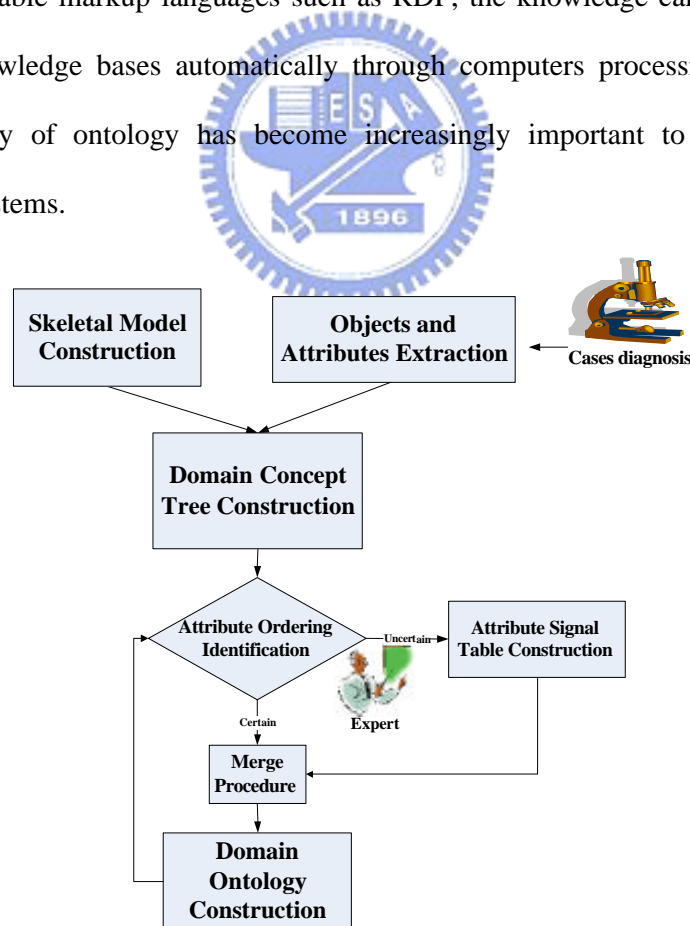 able markup languages such as RDF, the knowledge ca
wledge bases automatically through computers process
y of ontology has become increasingly important to
stems.
E S A
1896
Skeletal Model
Construction
Objects and
Attributes Extraction
Cases diagnosis
Domain Concept
Tree Construction
Attribute Ordering
Identification
Uncertain
Attribute Signal
Table Construction
Expert
Certain
Merge
Procedure
Domain
Ontology
Construction